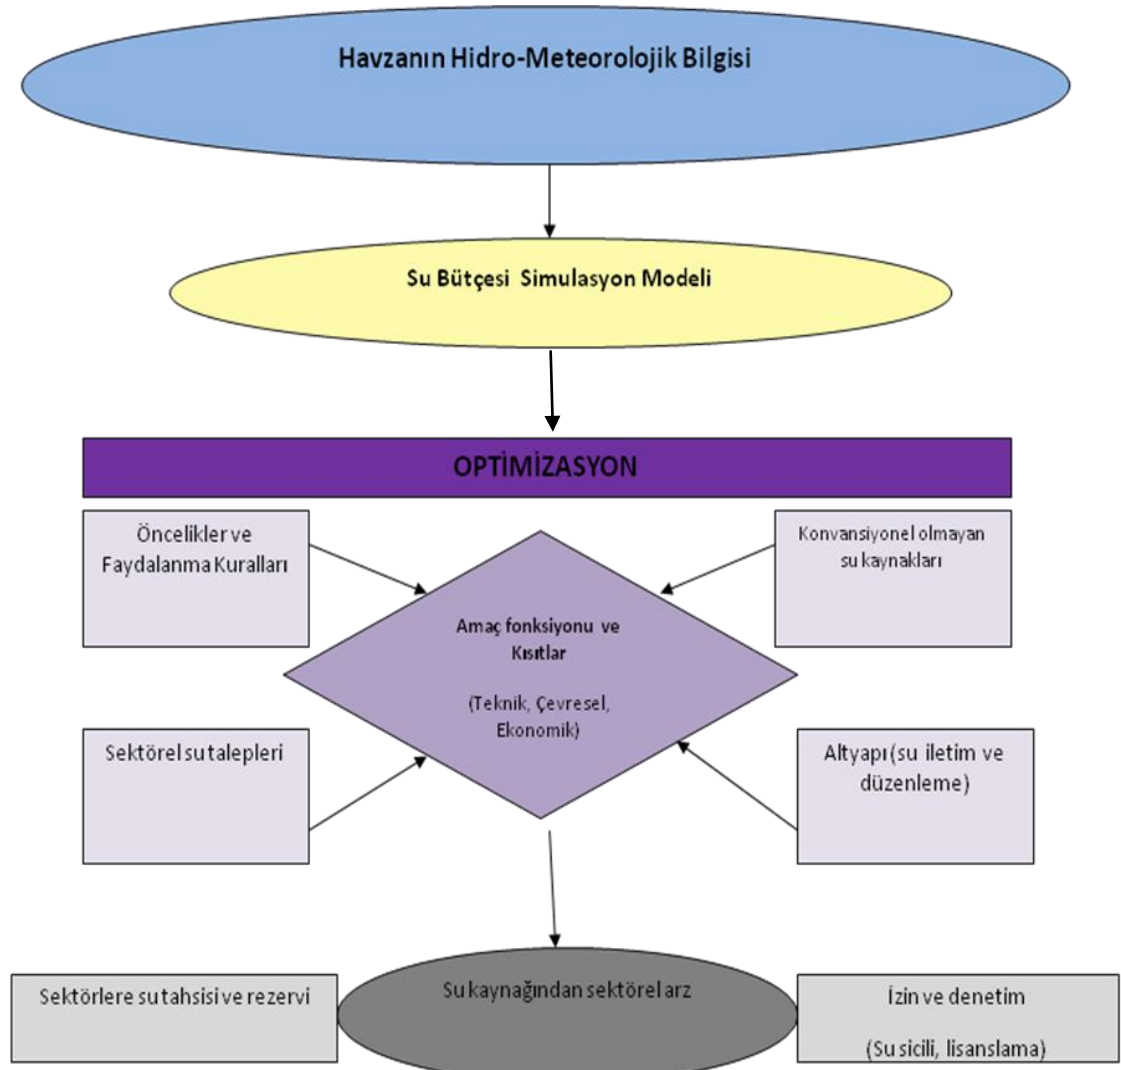 Havzanın Hidro-Meteorolojik Bilgisi
Su Bütçesi Simulasyon Modeli
OPTİMİZASYON
Öncelikler ve
Faydalanma Kuralları
Konvansiyonel olmayan
su kaynakları
Amaç fonksiyonu ve
Kısıtlar
(Teknik, Çevresel,
Ekonomik)
Sektörel su talepleri
Altyapı (su iletim ve
düzenleme)
Sektörlere su tahsisi ve rezervi
Su kaynağından sektörel arz
İzin ve denetim
(Su sicili, lisanslama)